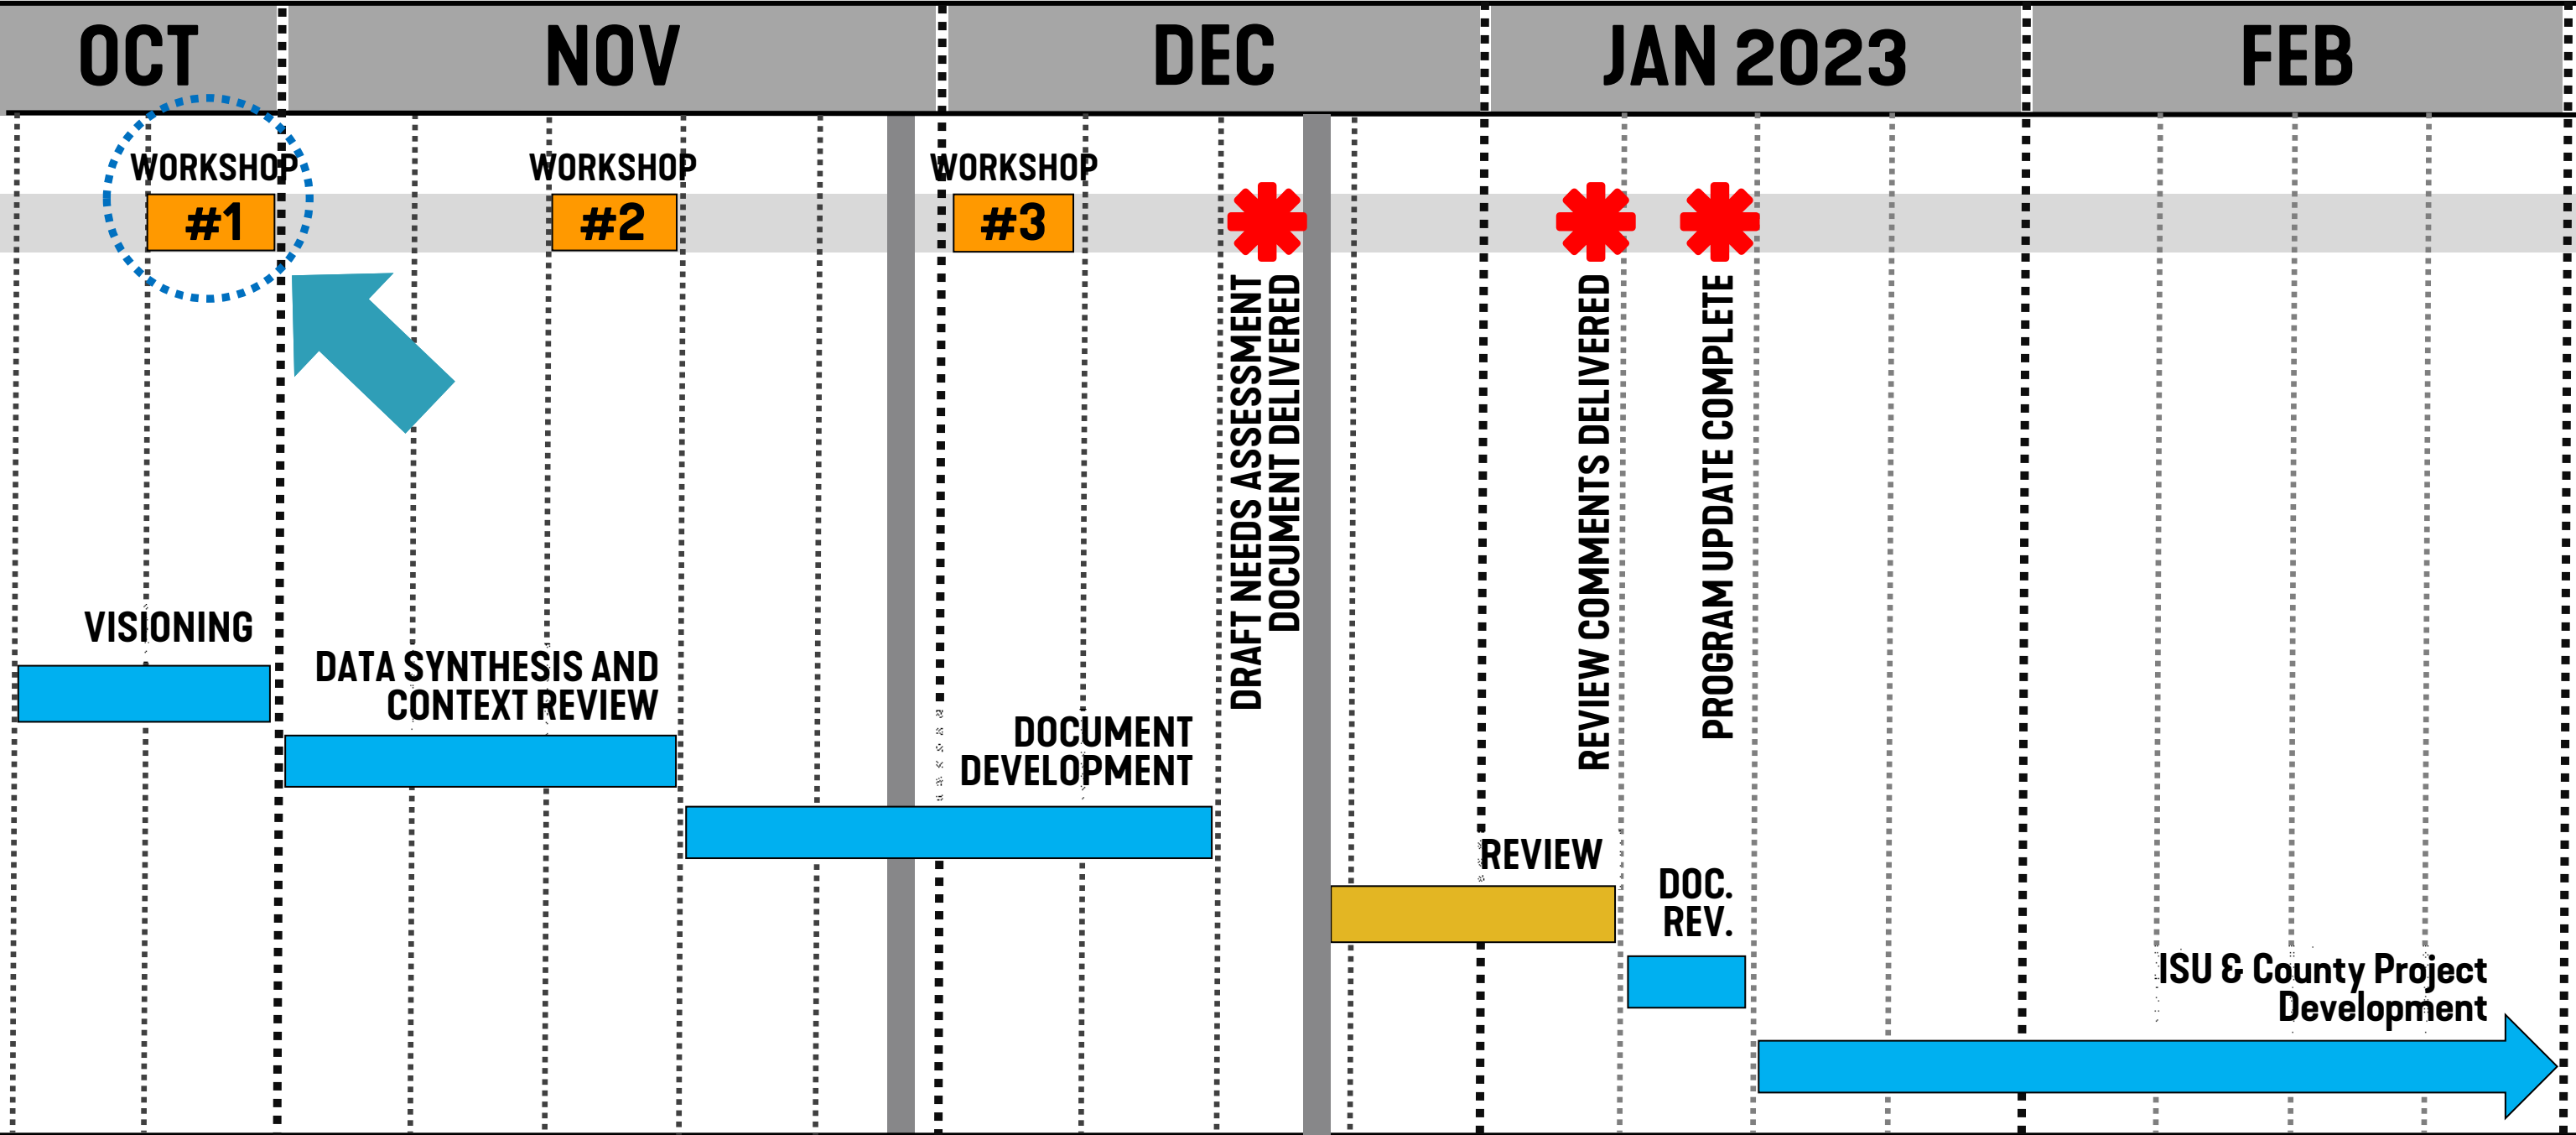 OCT
NOV
DEC
JAN 2023
FEB
WORKSHOP
#1
WORKSHOP
#2
WORKSHOP
#3
DRAFT NEEDS ASSESSMENT
DOCUMENT DELIVERED
REVIEW COMMENTS DELIVERED
PROGRAM UPDATE COMPLETE
VISIONING
DATA SYNTHESIS AND
CONTEXT REVIEW
DOCUMENT
DEVELOPMENT
REVIEW
DOC.
REV.
ISU & County Project
Development